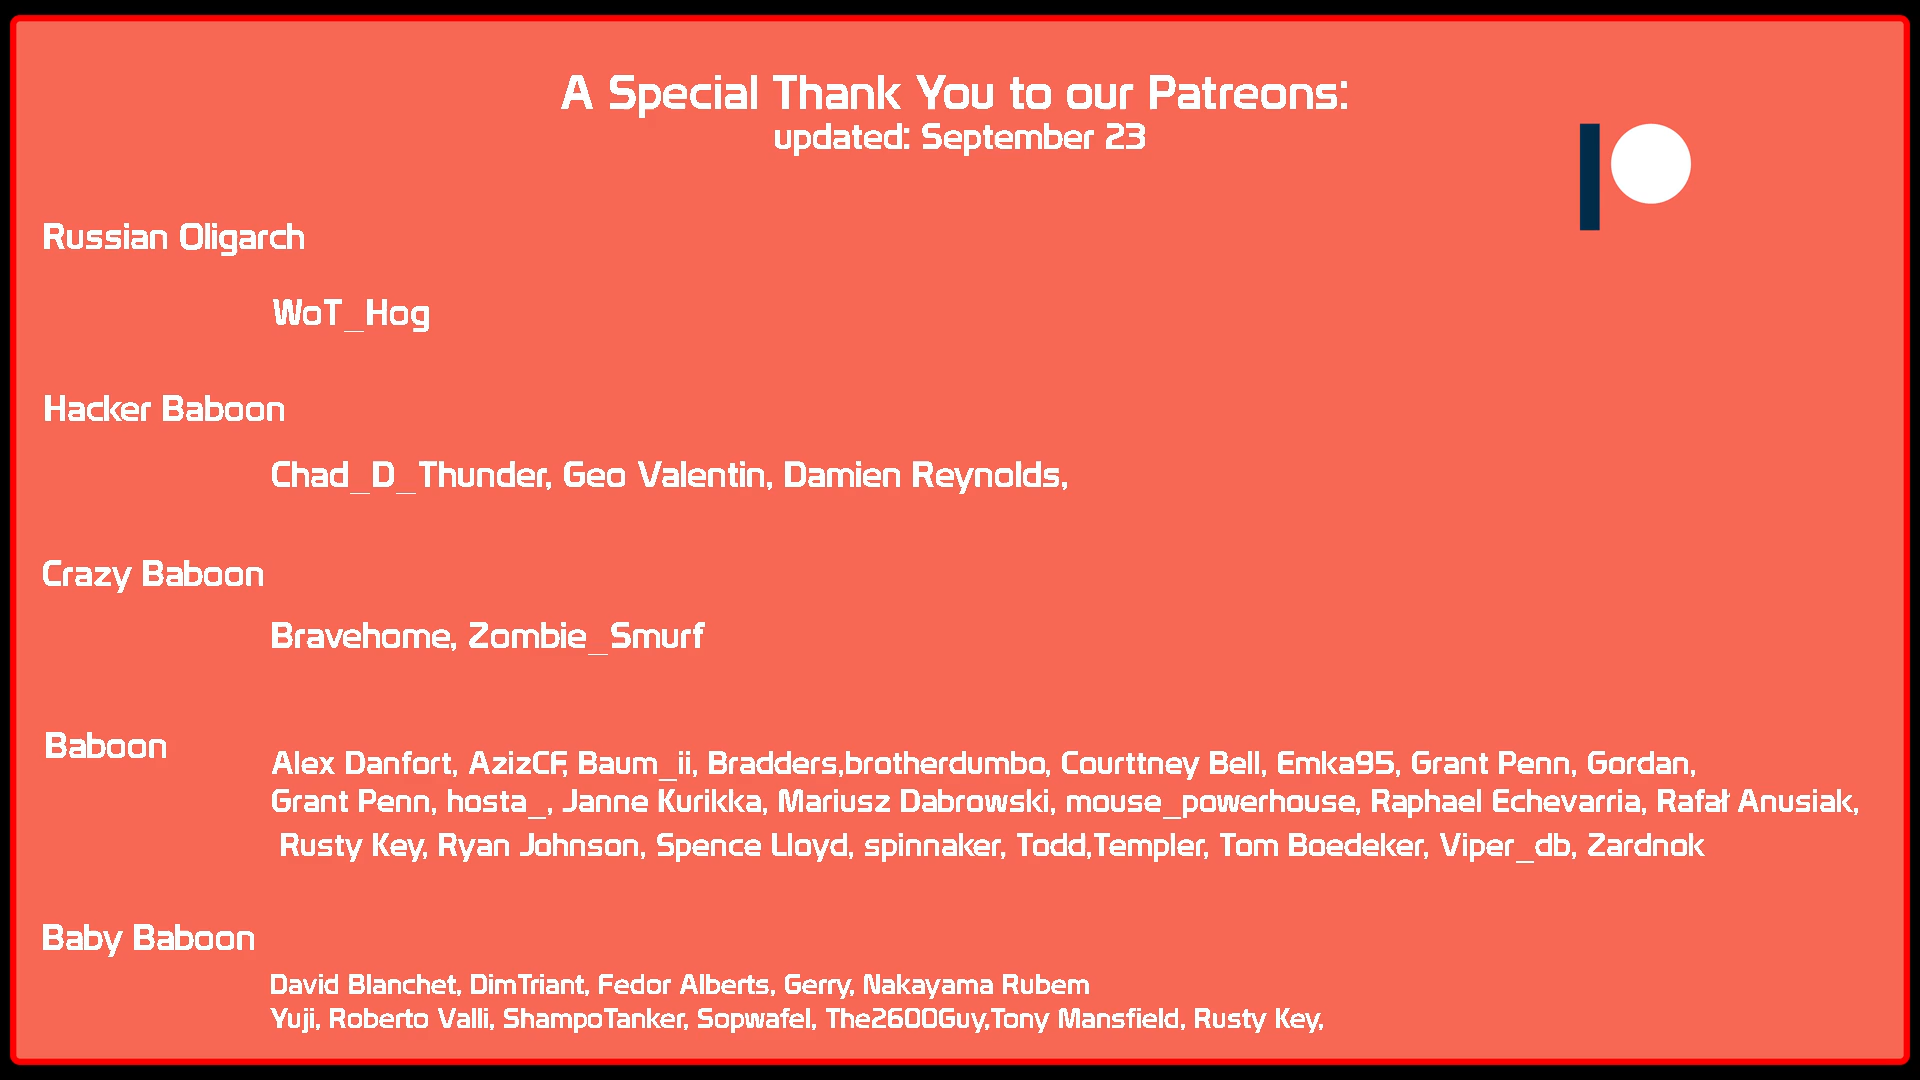 A Special Thank You to our Patreons:
updated: September 23
Russian Oligarch
WoT_Hog
Hacker Baboon
Chad_D_Thunder, Geo Valentin, Damien Reynolds,
Crazy Baboon
Bravehome, Zombie_Smurf
Baboon
Alex Danfort, AzizCF, Baum_ii, Bradders,brotherdumbo, Courttney Bell, Emka95, Grant Penn, Gordan,
Grant Penn, hosta_, Janne Kurikka, Mariusz Dabrowski, mouse_powerhouse, Raphael Echevarria, Rafał Anusiak,
Rusty Key, Ryan Johnson, Spence Lloyd, spinnaker, Todd,Templer, Tom Boedeker, Viper_db, Zardnok
Baby Baboon
David Blanchet, DimTriant, Fedor Alberts, Gerry, Nakayama Rubem
Yuji, Roberto Valli, ShampoTanker, Sopwafel, The2600Guy,Tony Mansfield, Rusty Key,